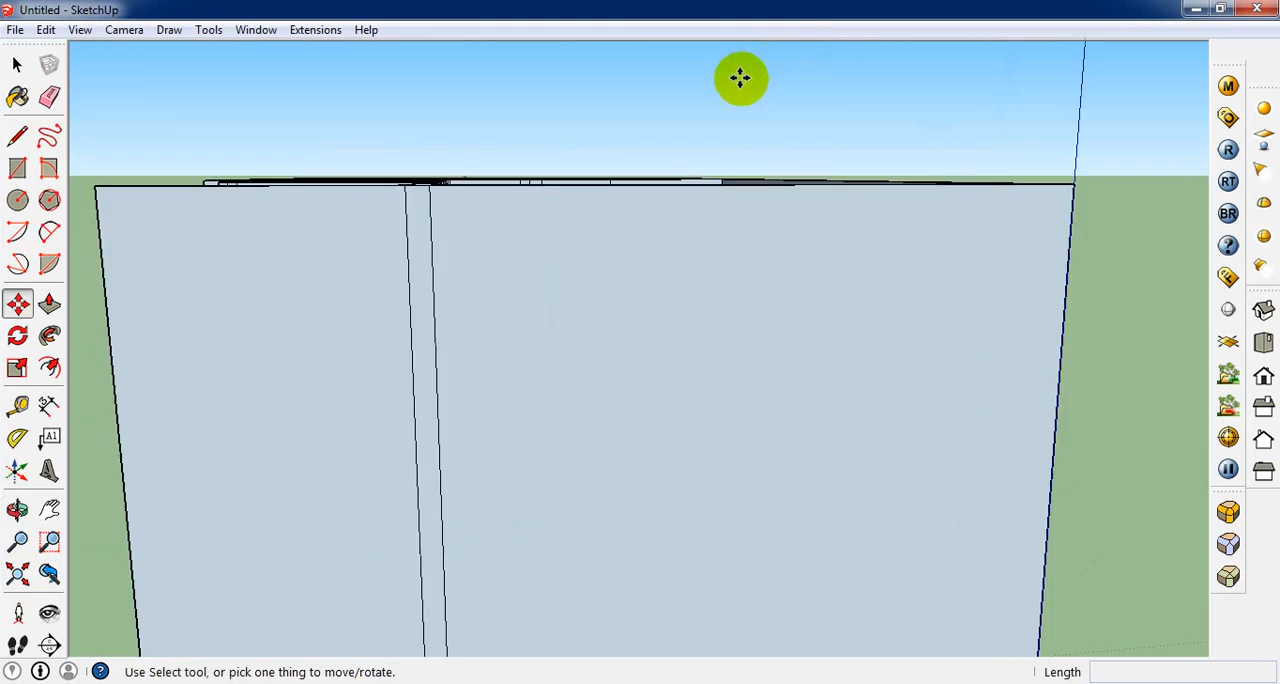 Untitled - SketchUp
File Edit View Camera Draw Tools Window Extensions Help
M
R
RT
BR
?
F
A1
? Use Select tool, or pick one thing to move/rotate. Length